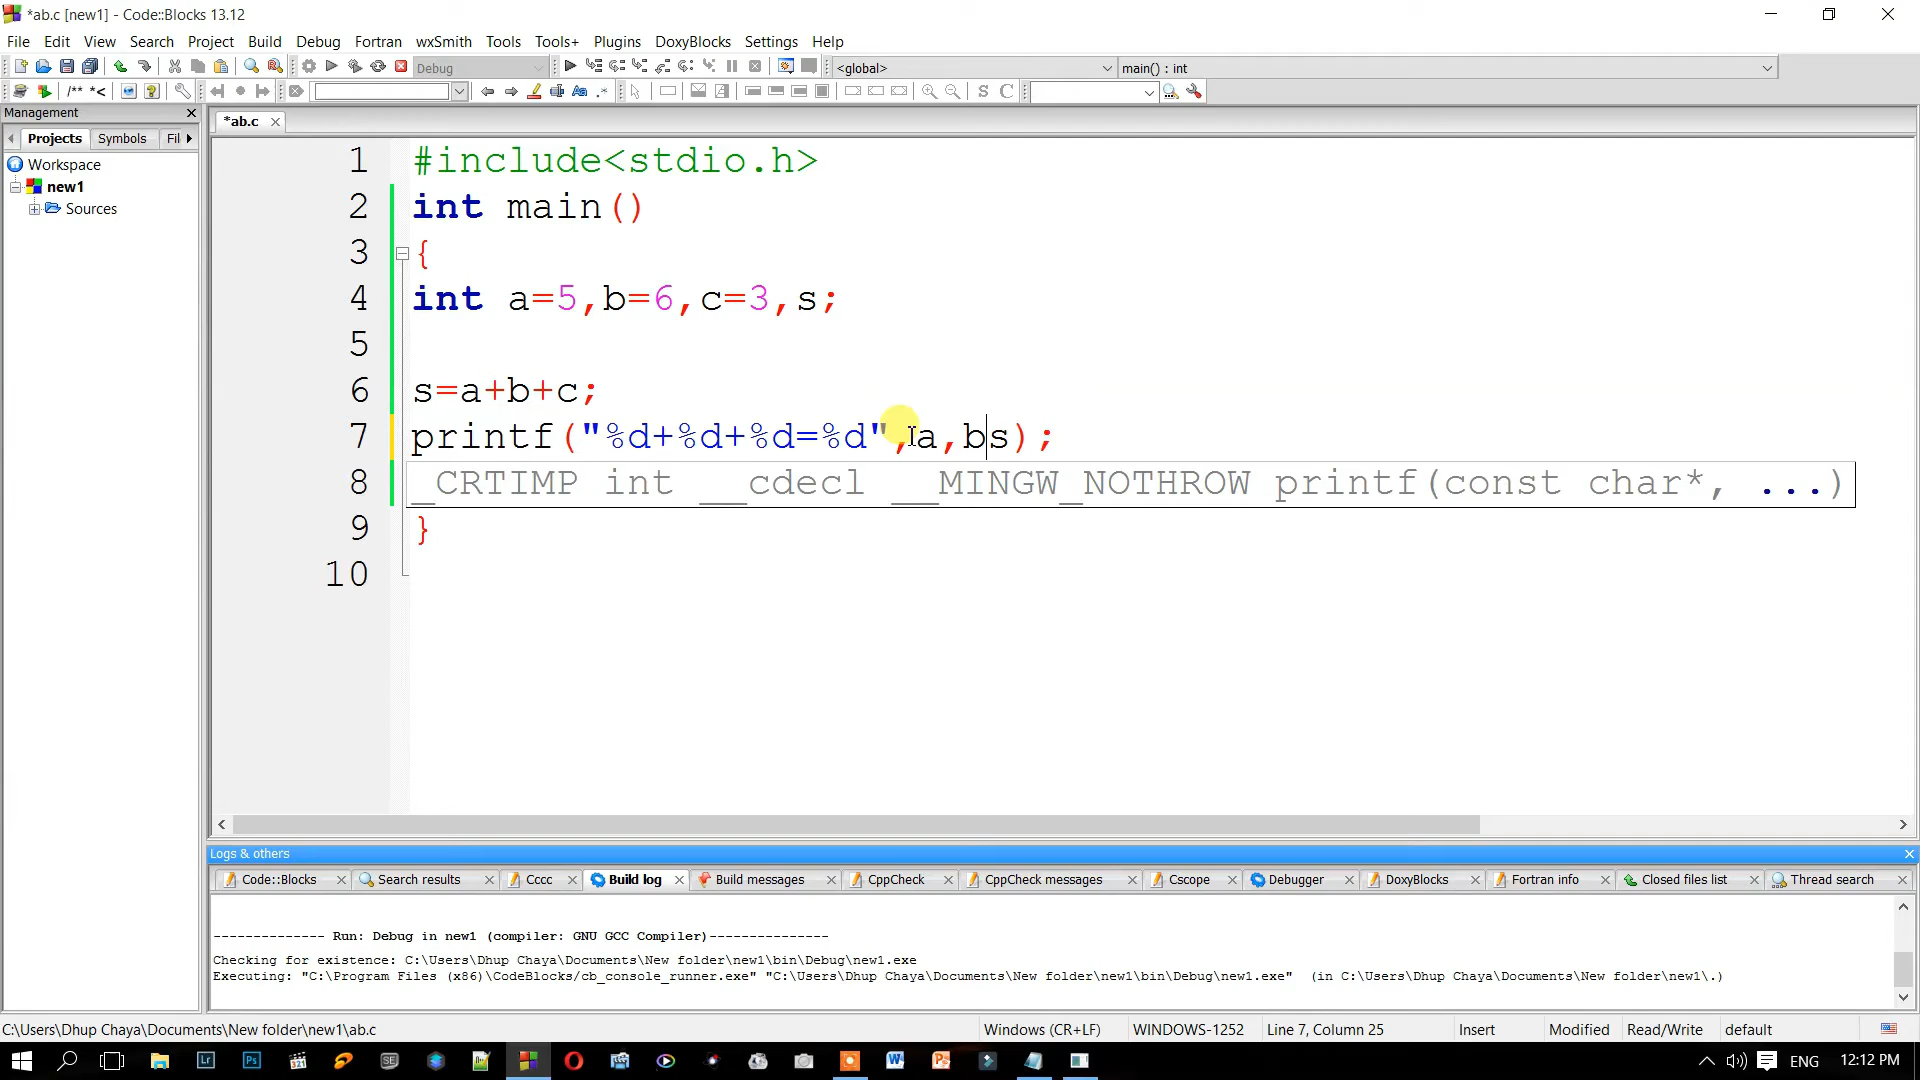 *ab.c [new1] - Code::Blocks 13.12
File Edit View Search Project Build Debug Fortran wxSmith Tools Tools+ Plugins DoxyBlocks Settings Help
Debug <global> main() : int
/** *< Aa .* S C
Management
*ab.c
Projects Symbols Fil
Workspace
new1
Sources
1 #include<stdio.h>
2 int main()
3 {
4 int a=5,b=6,c=3,s;
5
6 s=a+b+c;
7 printf("%d+%d+%d=%d",a,bs);
8 _CRTIMP int __cdecl __MINGW_NOTHROW printf(const char*, ...)
9 }
10
Logs & others
Code::Blocks Search results Cccc Build log Build messages CppCheck CppCheck messages Cscope Debugger DoxyBlocks Fortran info Closed files list Thread search
-------------- Run: Debug in new1 (compiler: GNU GCC Compiler)---------------
Checking for existence: C:\Users\Dhup Chaya\Documents\New folder\new1\bin\Debug\new1.exe
Executing: "C:\Program Files (x86)\CodeBlocks/cb_console_runner.exe" "C:\Users\Dhup Chaya\Documents\New folder\new1\bin\Debug\new1.exe"  (in C:\Users\Dhup Chaya\Documents\New folder\new1\.)
C:\Users\Dhup Chaya\Documents\New folder\new1\ab.c Windows (CR+LF) WINDOWS-1252 Line 7, Column 25 Insert Modified Read/Write default
Lr Ps 321 SE W P ENG 12:12 PM